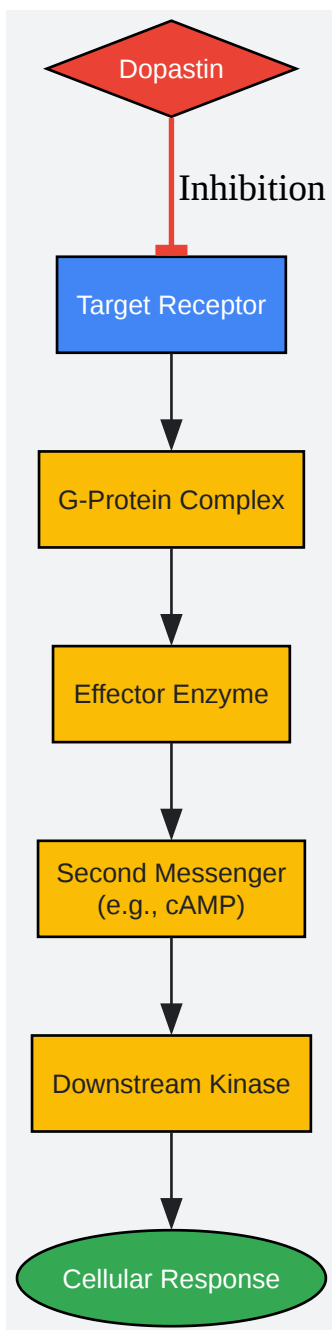 Dopastin
Inhibition
Target Receptor
G-Protein Complex
Effector Enzyme
Second Messenger
(e.g., cAMP)
Downstream Kinase
Cellular Response